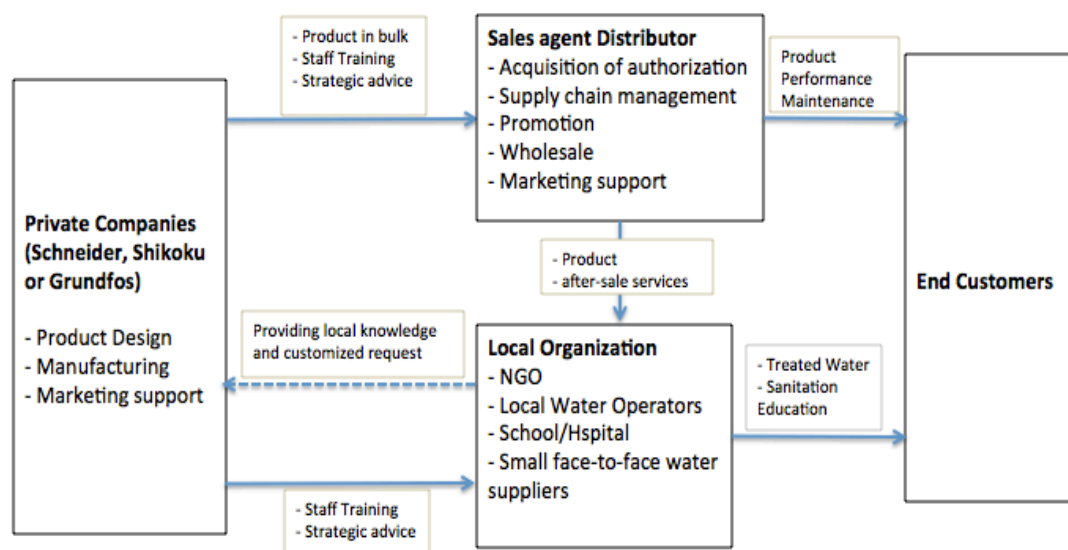 - Product in bulk
- Staff Training
- Strategic advice
Sales agent Distributor
- Acquisition of authorization
- Supply chain management
- Promotion
- Wholesale
- Marketing support
Product
Performance
Maintenance
Private Companies
(Schneider, Shikoku
or Grundfos)
- Product Design
- Manufacturing
- Marketing support
- Product
- after-sale services
End Customers
Providing local knowledge
and customized request
Local Organization
- NGO
- Local Water Operators
- School/Hspital
- Small face-to-face water
suppliers
- Treated Water
- Sanitation
Education
- Staff Training
- Strategic advice